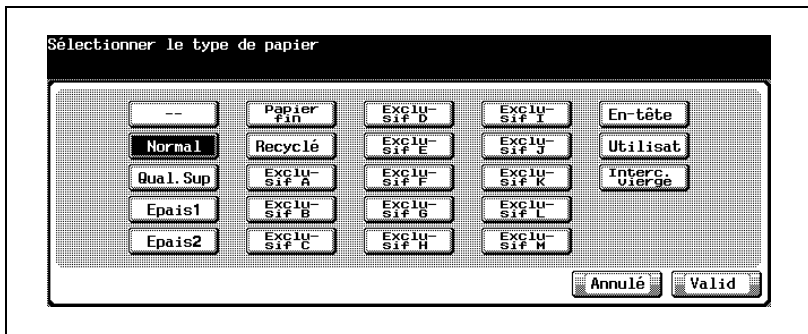 Sélectionner le type de papier
--
Papier
fin
Exclu-
sif D
Exclu-
sif I
En-tête
Normal
Recyclé
Exclu-
sif E
Exclu-
sif J
Utilisat
Qual.Sup
Exclu-
sif A
Exclu-
sif F
Exclu-
sif K
Interc.
vierge
Epais1
Exclu-
sif B
Exclu-
sif G
Exclu-
sif L
Epais2
Exclu-
sif C
Exclu-
sif H
Exclu-
sif M
Annulé
Valid